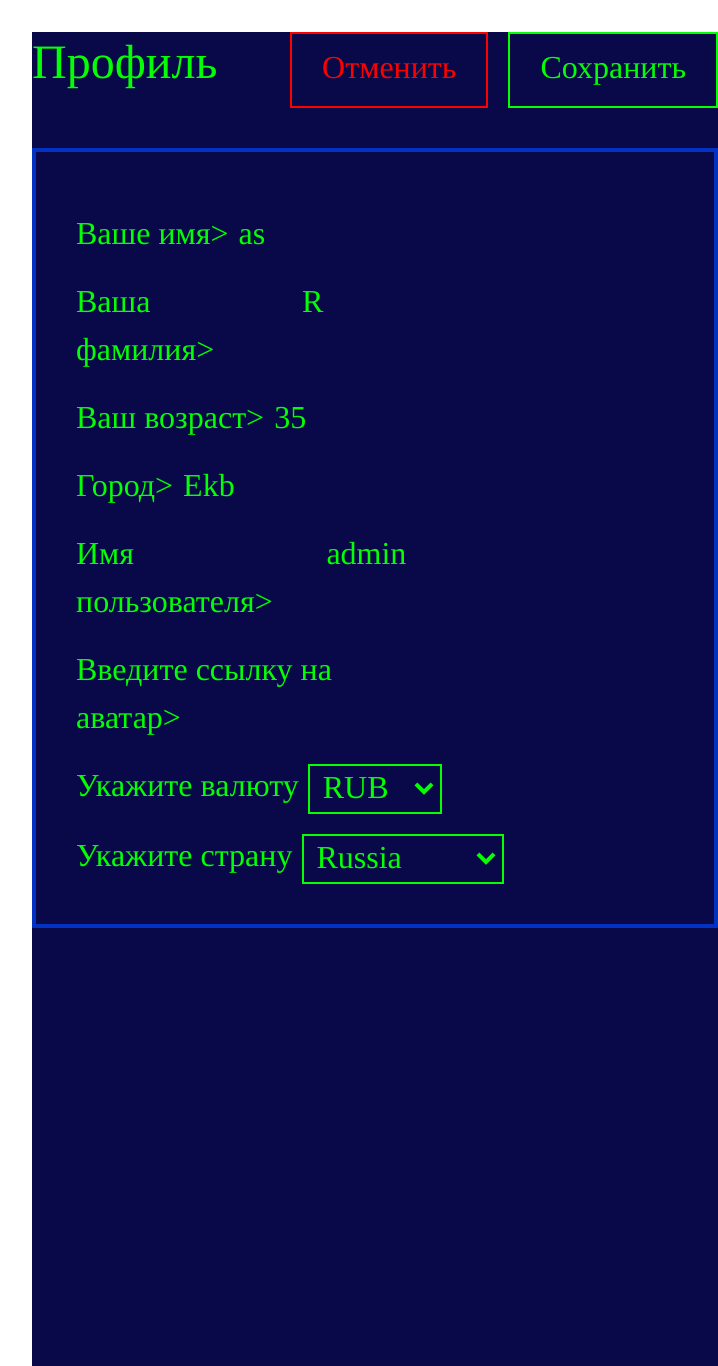 Профиль Отменить Сохранить
Ваше имя> as
Ваша R
фамилия>
Ваш возраст> 35
Город> Ekb
Имя admin
пользователя>
Введите ссылку на
аватар>
Укажите валюту RUB
Укажите страну Russia